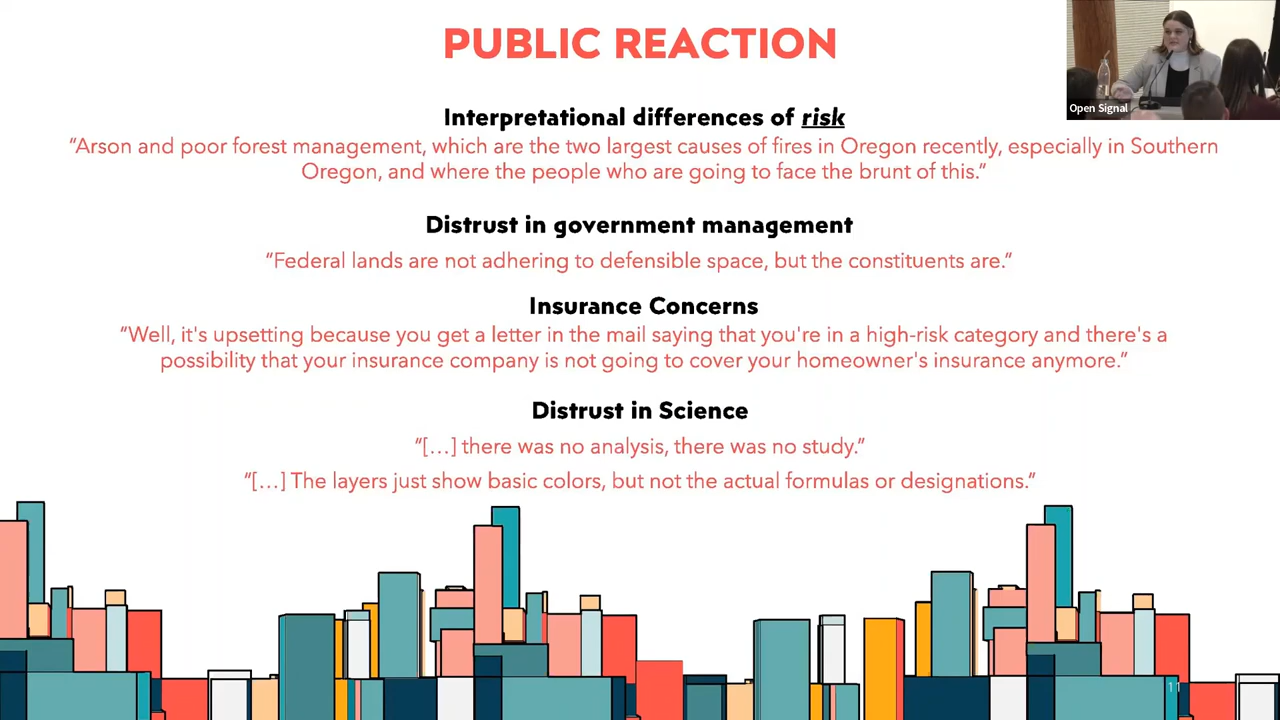 PUBLIC REACTION
Open Signal
Interpretational differences of risk
“Arson and poor forest management, which are the two largest causes of fires in Oregon recently, especially in Southern
Oregon, and where the people who are going to face the brunt of this.”
Distrust in government management
“Federal lands are not adhering to defensible space, but the constituents are.”
Insurance Concerns
“Well, it's upsetting because you get a letter in the mail saying that you're in a high-risk category and there's a
possibility that your insurance company is not going to cover your homeowner's insurance anymore.”
Distrust in Science
“[…] there was no analysis, there was no study.”
“[…] The layers just show basic colors, but not the actual formulas or designations.”
11